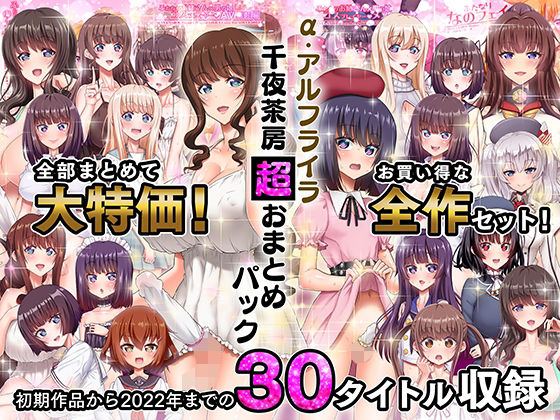 α・アルフライラ
千夜茶房
超おまとめ
パック
全部まとめて
大特価!
お買い得な
全作セット!
初期作品から2022年までの
30タイトル収録